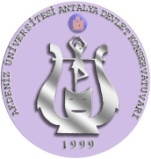 AKDENİZ ÜNİVERSİTESİ ANTALYA DEVLET KONSERVATUVARI
1999